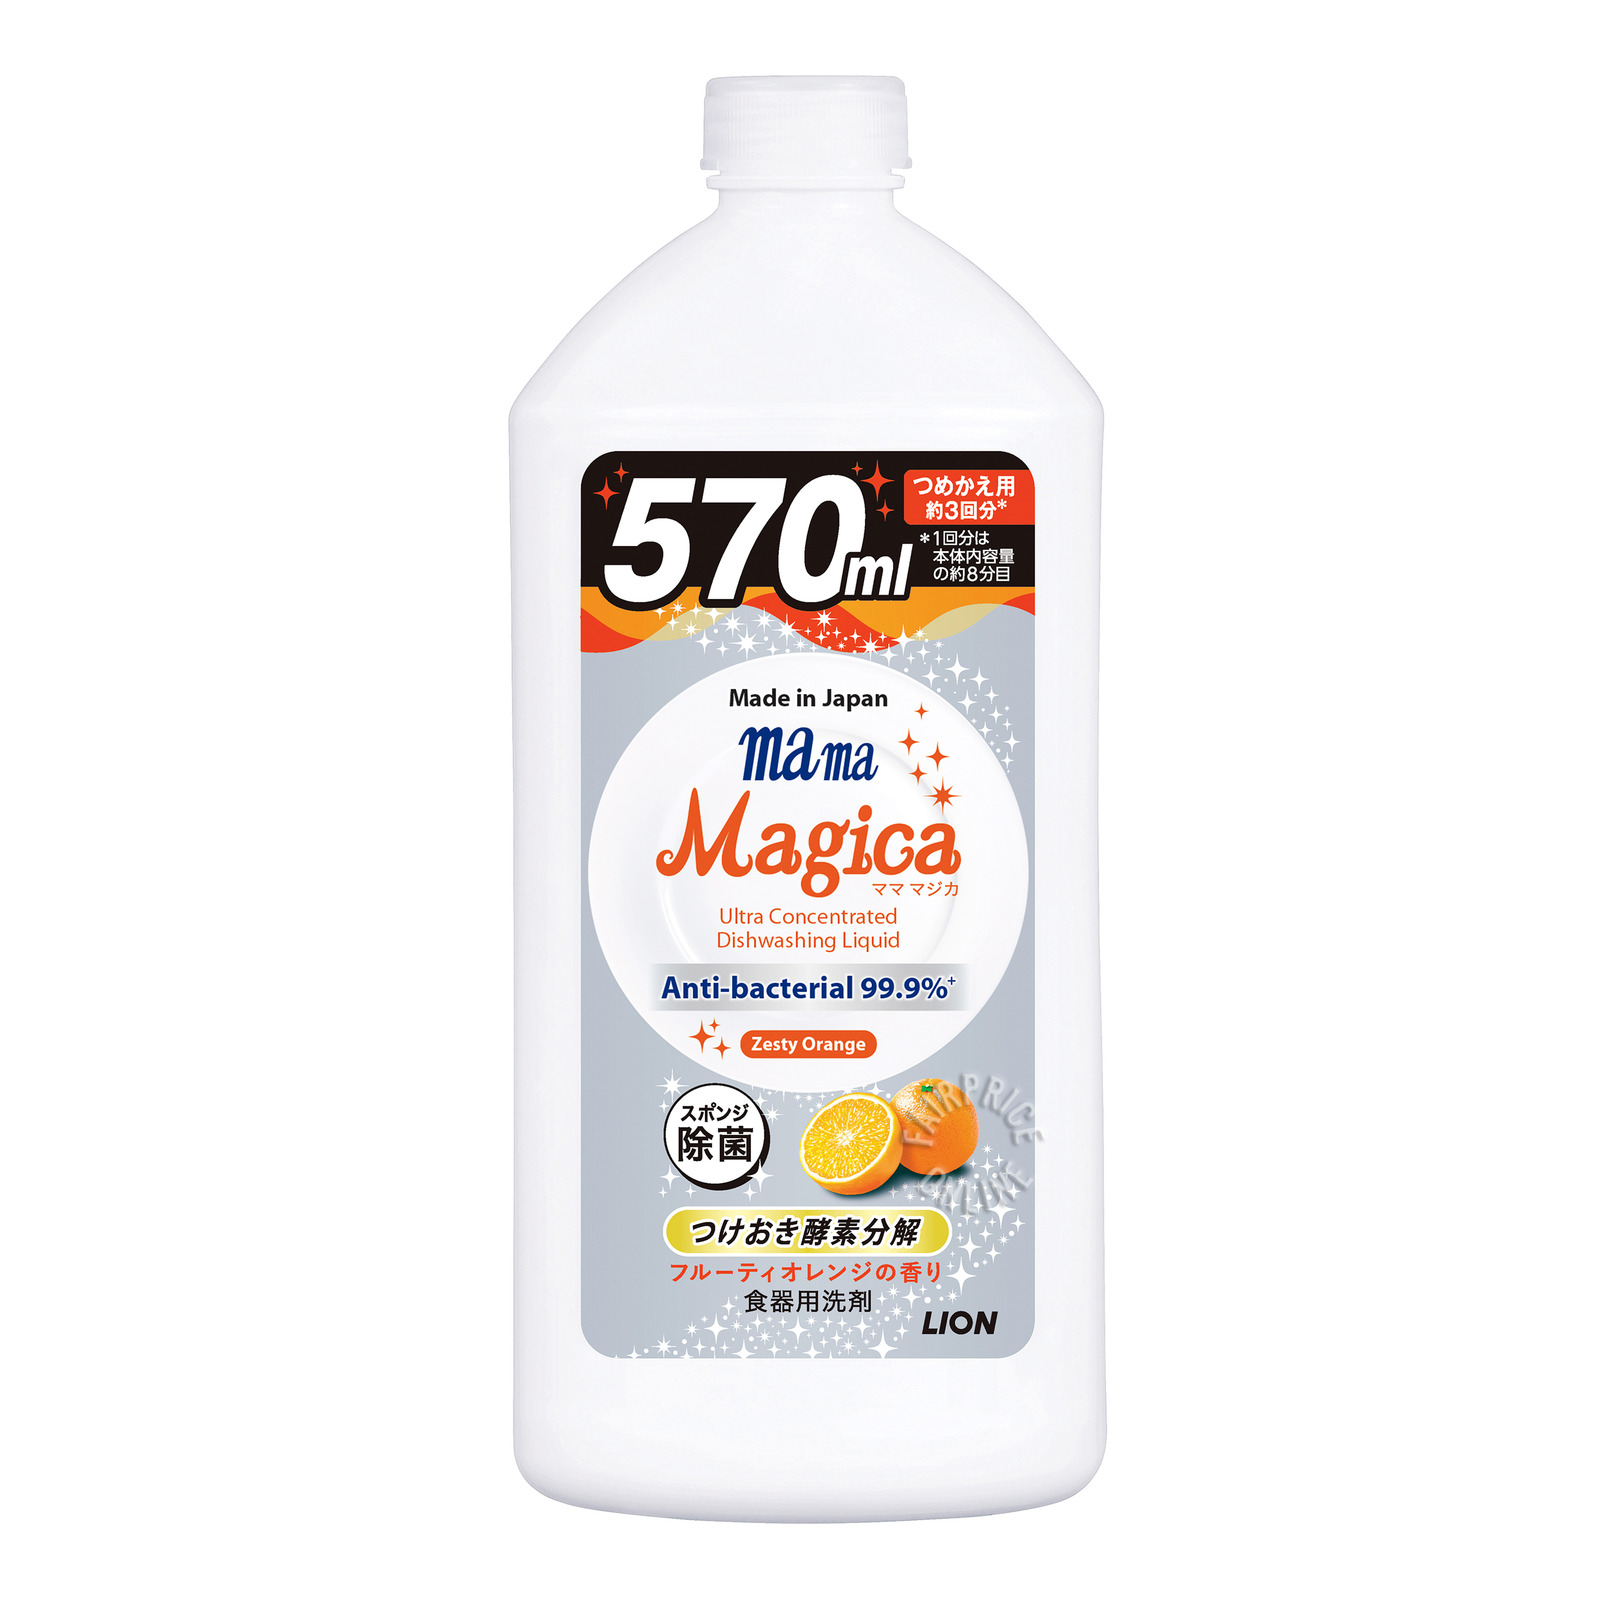 570ml
つめかえ用
約3回分*
*1回分は
本体内容量
の約8分目
Made in Japan
mama
Magica
ママ マジカ
Ultra Concentrated
Dishwashing Liquid
Anti-bacterial 99.9%+
Zesty Orange
スポンジ
除菌
FAIRPRICE
ONLINE
つけおき酵素分解
フルーティオレンジの香り
食器用洗剤
LION